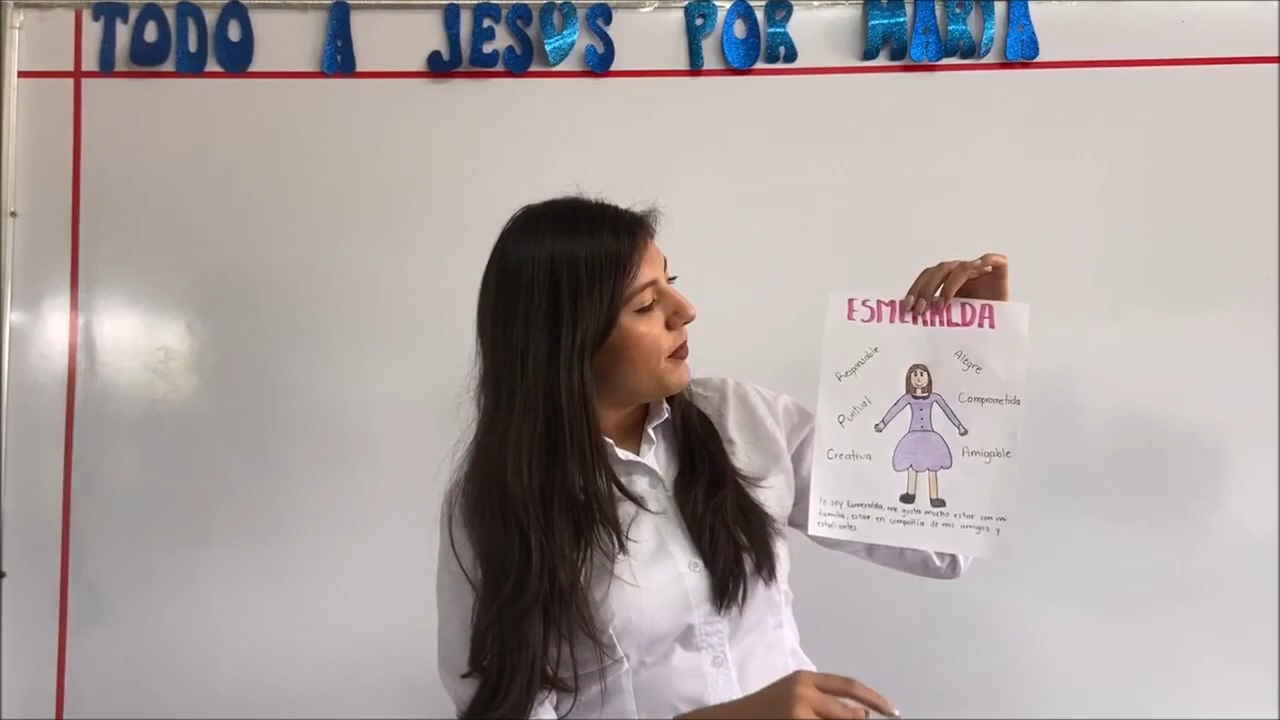 TODO A JESUS POR MARIA
ESMERALDA
Responsable
Alegre
Puntual
Comprometida
Creativa
Amigable
Yo soy Esmeralda, me gusta mucho estar con mi
familia, estar en compañia de mis amigos y
estudiantes